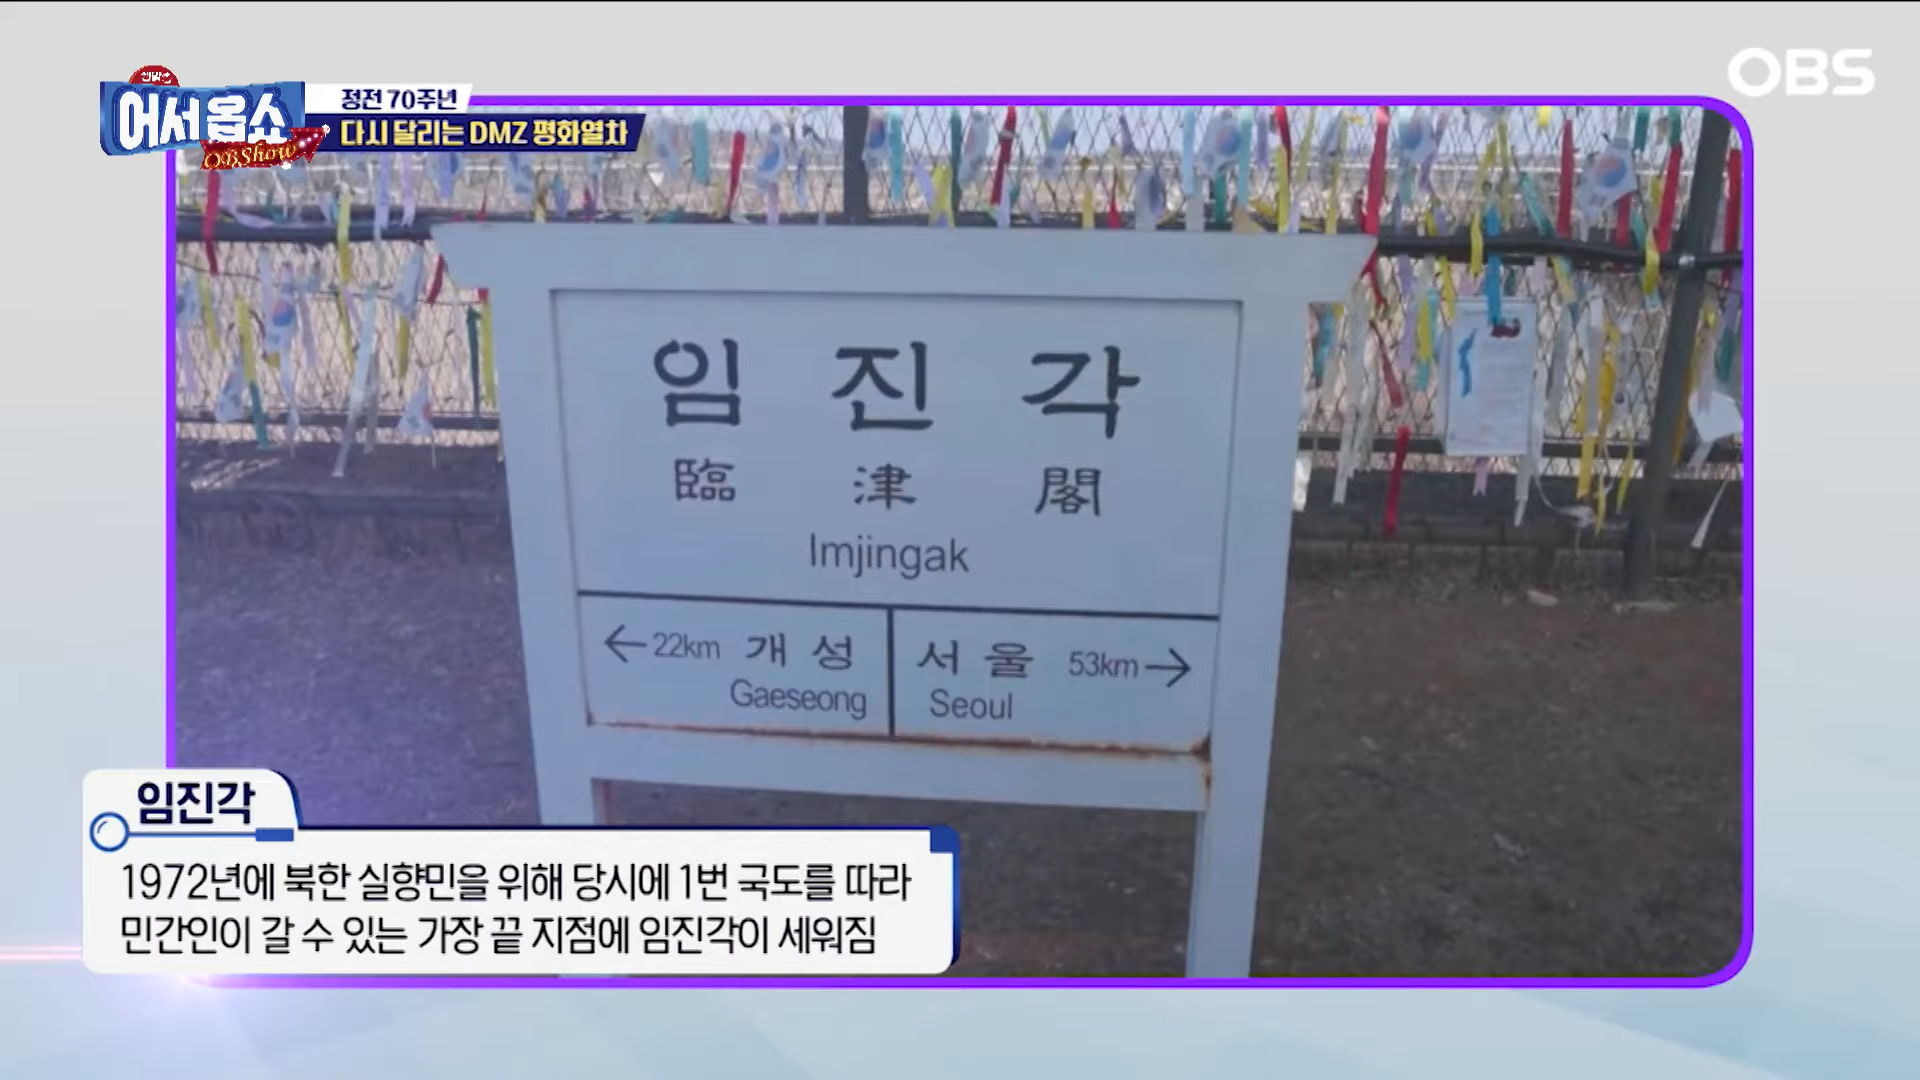 OBS
어서옵쇼
OBShow
정전 70주년
다시 달리는 DMZ 평화열차
임진각
臨津閣
Imjingak
←22km 개성
Gaeseong
서울 53km→
Seoul
임진각
1972년에 북한 실향민을 위해 당시에 1번 국도를 따라
민간인이 갈 수 있는 가장 끝 지점에 임진각이 세워짐